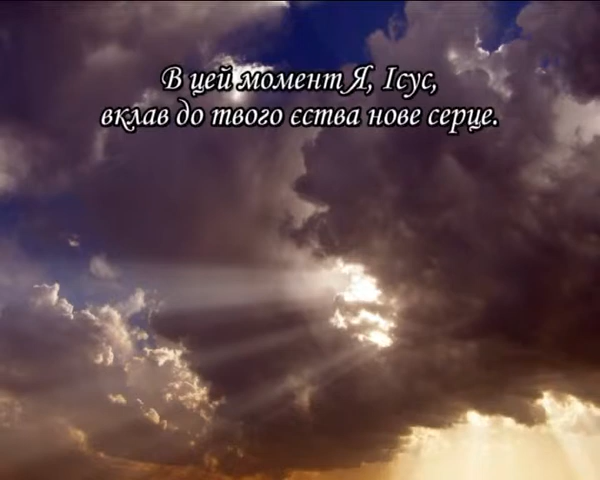 В цей момент Я, Ісус,
вклав до твого єства нове серце.